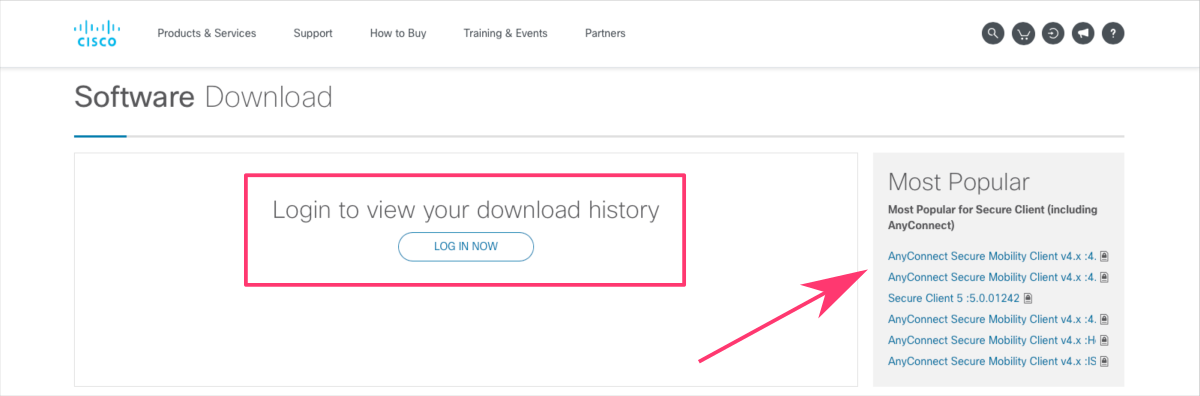 CISCO
Products & Services
Support
How to Buy
Training & Events
Partners
?
Software Download
Login to view your download history
LOG IN NOW
Most Popular
Most Popular for Secure Client (including
AnyConnect)
AnyConnect Secure Mobility Client v4.x :4.
AnyConnect Secure Mobility Client v4.x :4.
Secure Client 5 :5.0.01242
AnyConnect Secure Mobility Client v4.x :4.
AnyConnect Secure Mobility Client v4.x :H
AnyConnect Secure Mobility Client v4.x :IS